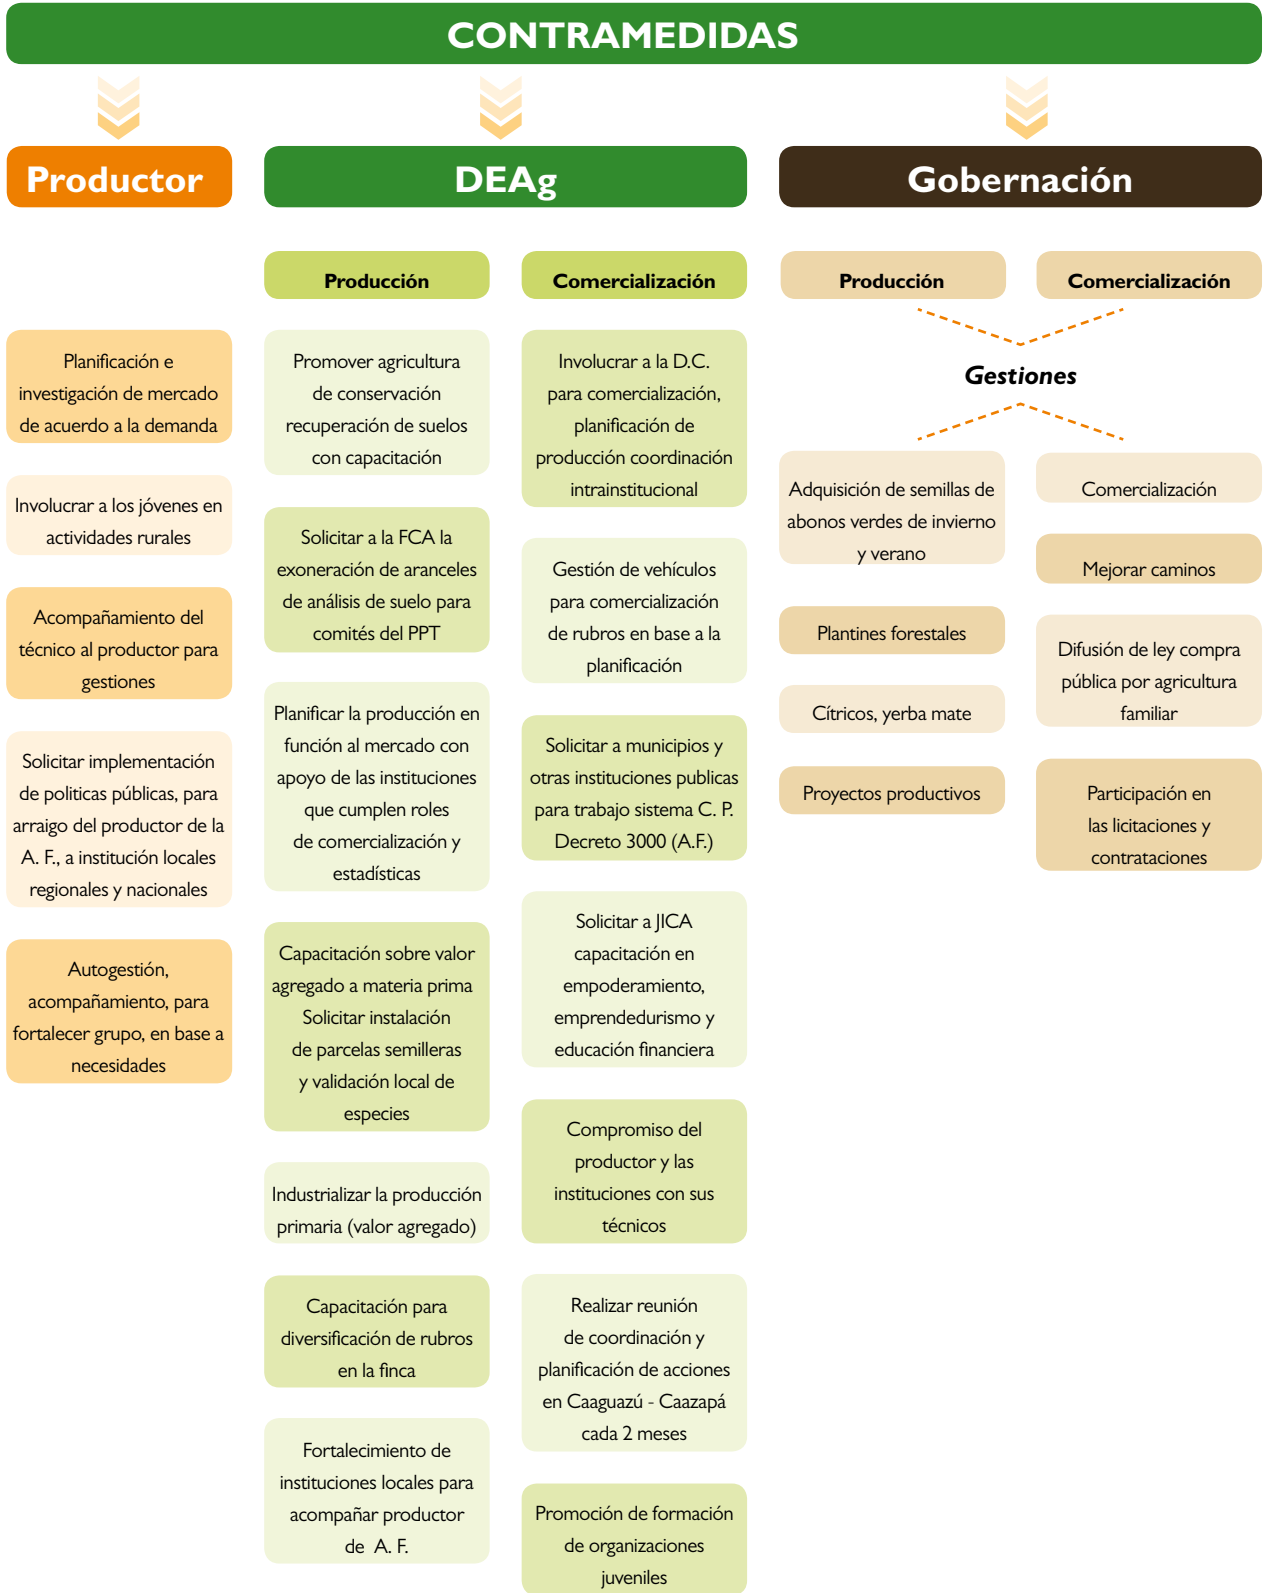 CONTRAMEDIDAS
Productor
Planificación e
investigación de mercado
de acuerdo a la demanda
Involucrar a los jóvenes en
actividades rurales
Acompañamiento del
técnico al productor para
gestiones
Solicitar implementación
de politicas públicas, para
arraigo del productor de la
A. F., a institución locales
regionales y nacionales
Autogestión,
acompañamiento, para
fortalecer grupo, en base a
necesidades
DEAg
Producción
Promover agricultura
de conservación
recuperación de suelos
con capacitación
Solicitar a la FCA la
exoneración de aranceles
de análisis de suelo para
comités del PPT
Planificar la producción en
función al mercado con
apoyo de las instituciones
que cumplen roles
de comercialización y
estadísticas
Capacitación sobre valor
agregado a materia prima
Solicitar instalación
de parcelas semilleras
y validación local de
especies
Industrializar la producción
primaria (valor agregado)
Capacitación para
diversificación de rubros
en la finca
Fortalecimiento de
instituciones locales para
acompañar productor
de A. F.
Comercialización
Involucrar a la D.C.
para comercialización,
planificación de
producción coordinación
intrainstitucional
Gestión de vehículos
para comercialización
de rubros en base a la
planificación
Solicitar a municipios y
otras instituciones publicas
para trabajo sistema C. P.
Decreto 3000 (A.F.)
Solicitar a JICA
capacitación en
empoderamiento,
emprendedurismo y
educación financiera
Compromiso del
productor y las
instituciones con sus
técnicos
Realizar reunión
de coordinación y
planificación de acciones
en Caaguazú - Caazapá
cada 2 meses
Promoción de formación
de organizaciones
juveniles
Gobernación
Producción
Comercialización
Gestiones
Adquisición de semillas de
abonos verdes de invierno
y verano
Plantines forestales
Cítricos, yerba mate
Proyectos productivos
Comercialización
Mejorar caminos
Difusión de ley compra
pública por agricultura
familiar
Participación en
las licitaciones y
contrataciones